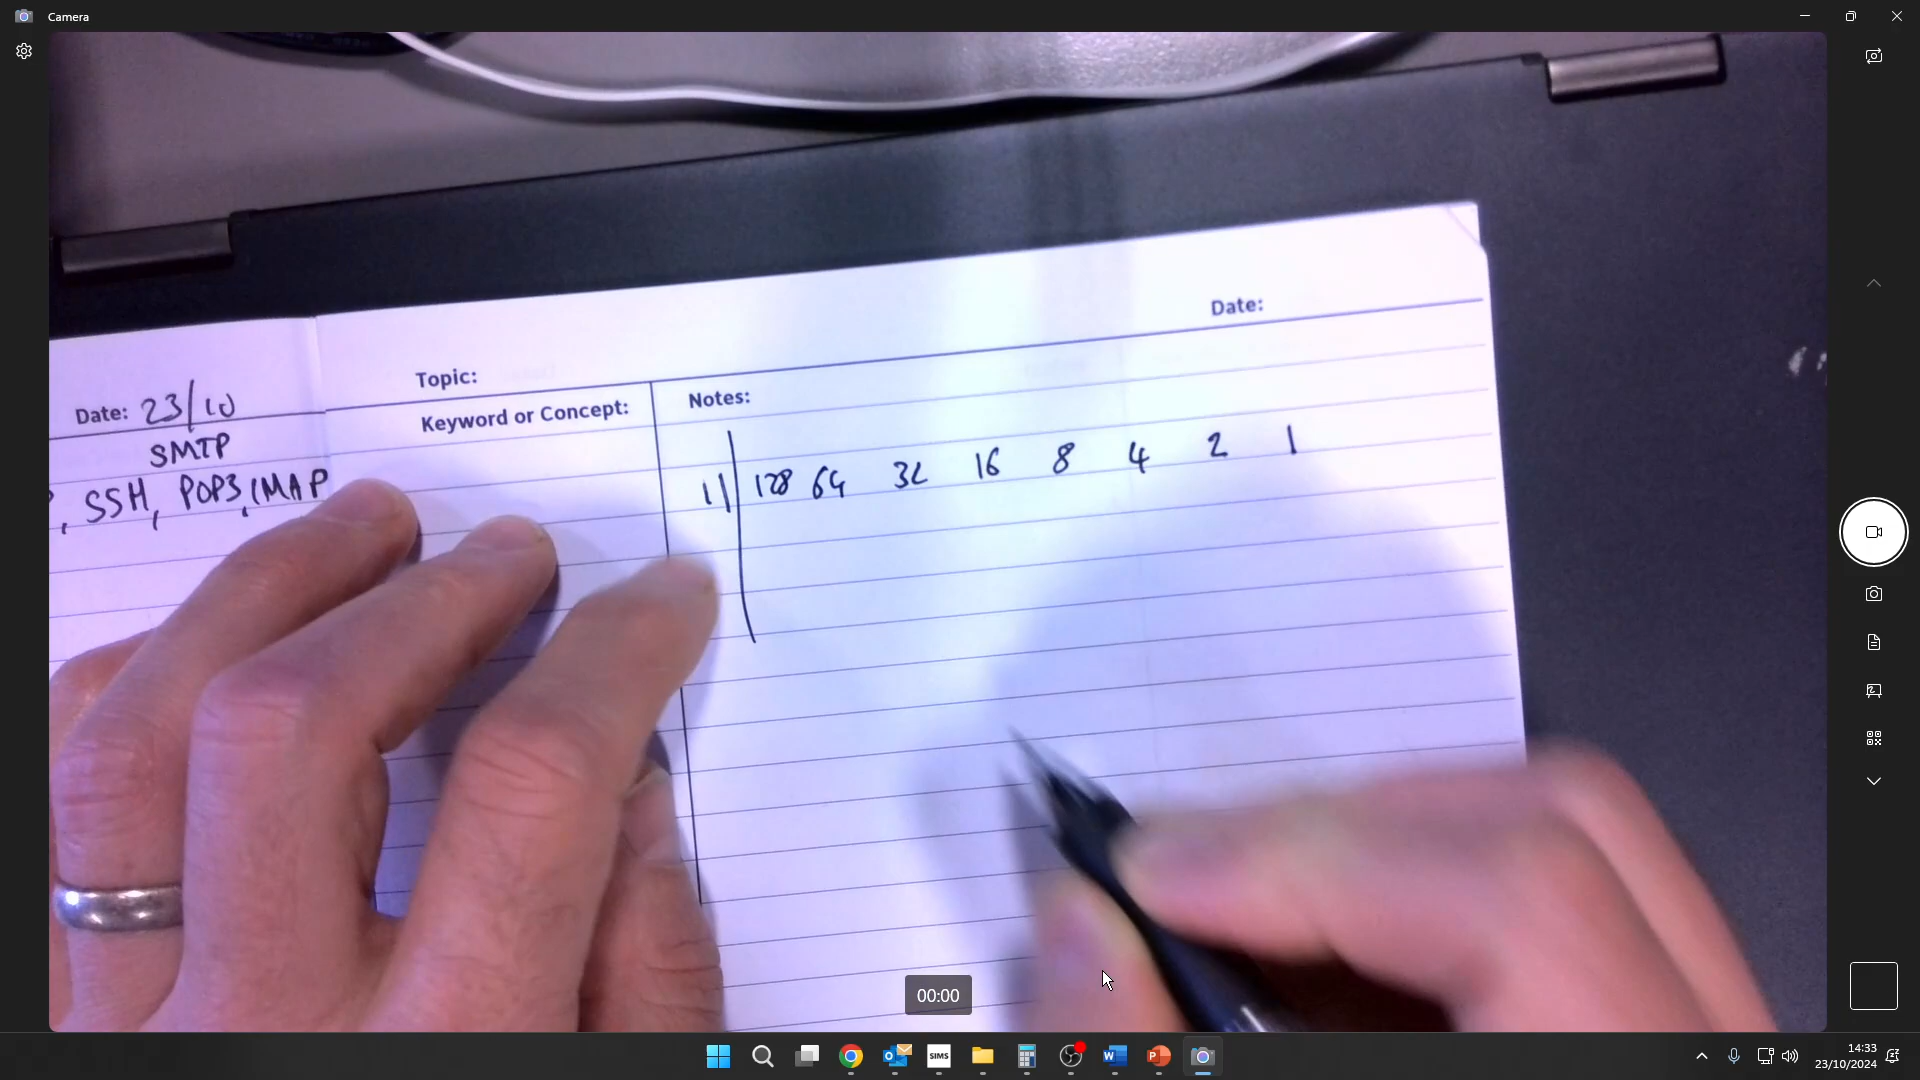 Camera
Date:
Topic:
Date: 23/10
Keyword or Concept:
Notes:
SMTP
, SSH, POP3, IMAP
11 128 64 32 16 8 4 2 1
00:00
SIMS
14:33
23/10/2024